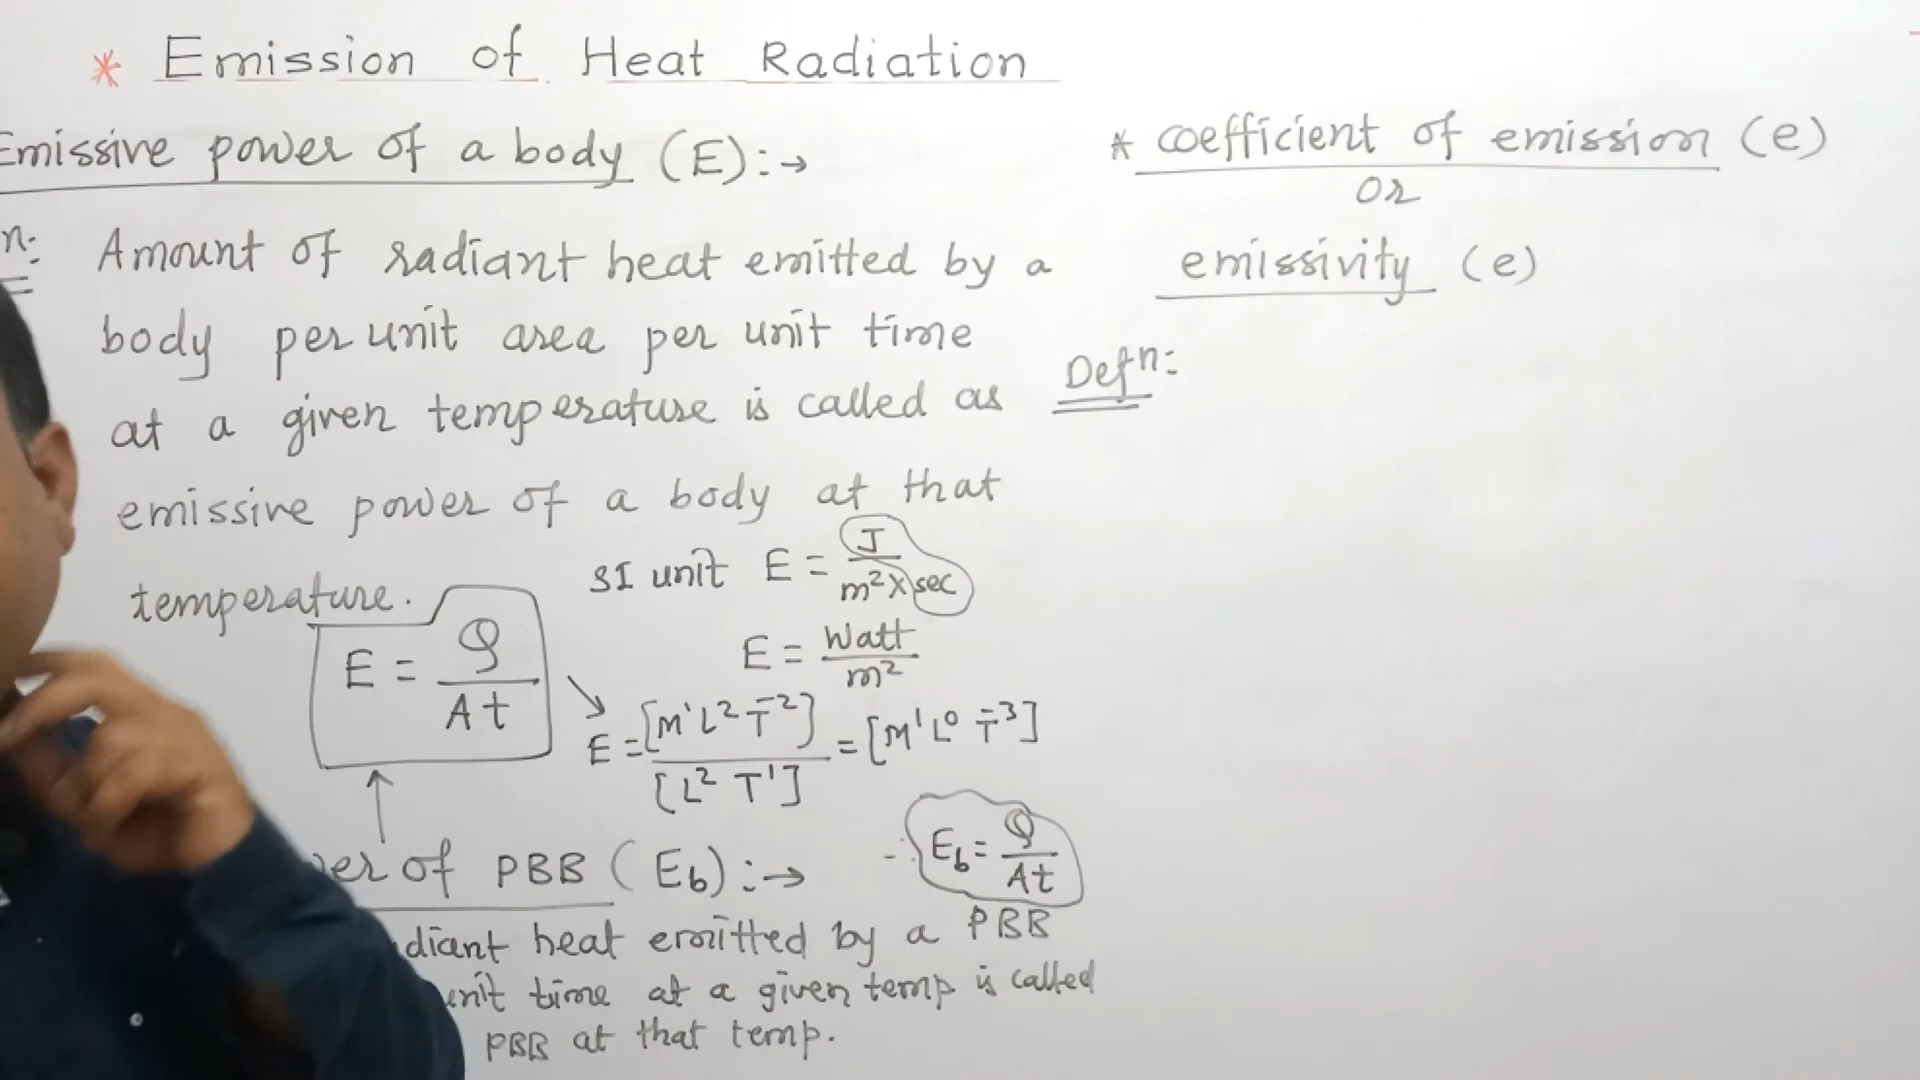 * Emission of Heat Radiation
Emissive power of a body (E):→
n: Amount of radiant heat emitted by a
body per unit area per unit time
at a given temperature is called as
emissive power of a body at that
temperature.
E = Q / At
SI unit E = J / m² x sec
E = Watt / m²
E = [M¹L²T⁻²] / [L² T¹] = [M¹L⁰T⁻³]
er of PBB (Eb):→
Eb = Q / At
diant heat emitted by a PBB
unit time at a given temp is called
PBB at that temp.
* coefficient of emission (e)
or
emissivity (e)
Defn: